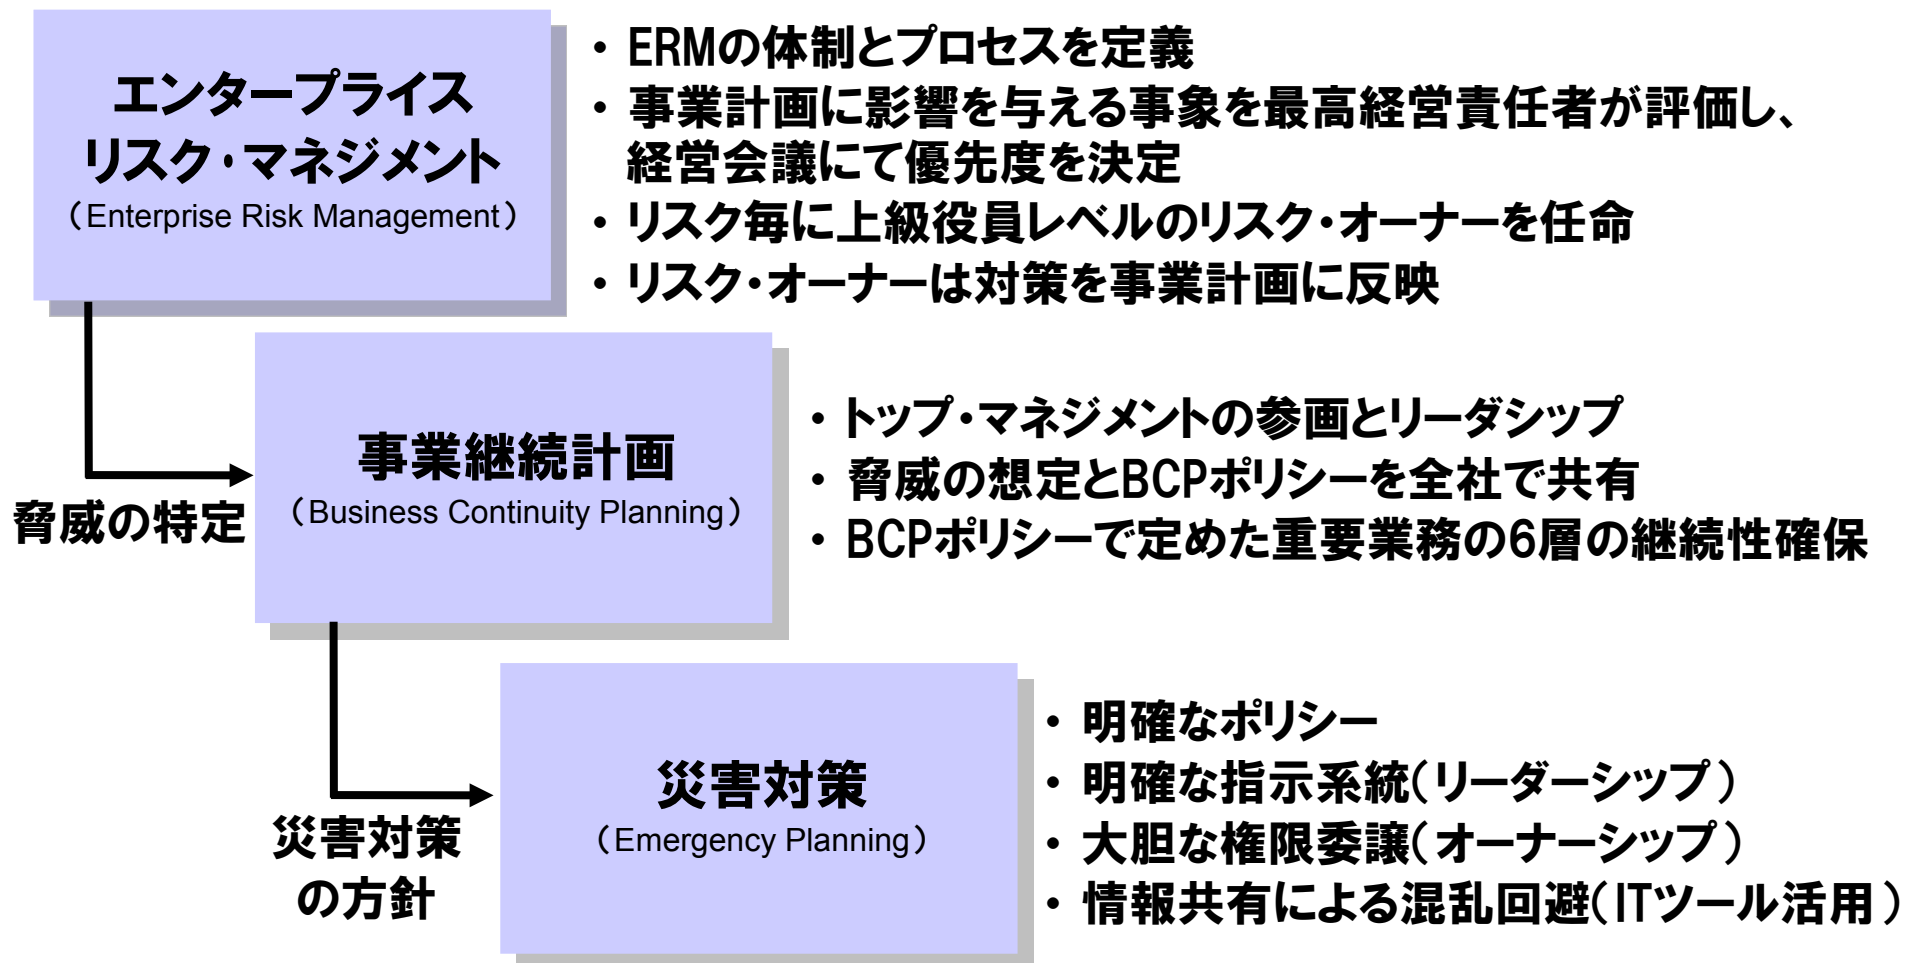 エンタープライス
リスク・マネジメント
（Enterprise Risk Management）
・ERMの体制とプロセスを定義
・事業計画に影響を与える事象を最高経営責任者が評価し、
経営会議にて優先度を決定
・リスク毎に上級役員レベルのリスク・オーナーを任命
・リスク・オーナーは対策を事業計画に反映
脅威の特定
事業継続計画
（Business Continuity Planning）
・トップ・マネジメントの参画とリーダシップ
・脅威の想定とBCPポリシーを全社で共有
・BCPポリシーで定めた重要業務の6層の継続性確保
災害対策
の方針
災害対策
（Emergency Planning）
・明確なポリシー
・明確な指示系統（リーダーシップ）
・大胆な権限委譲（オーナーシップ）
・情報共有による混乱回避（ITツール活用）